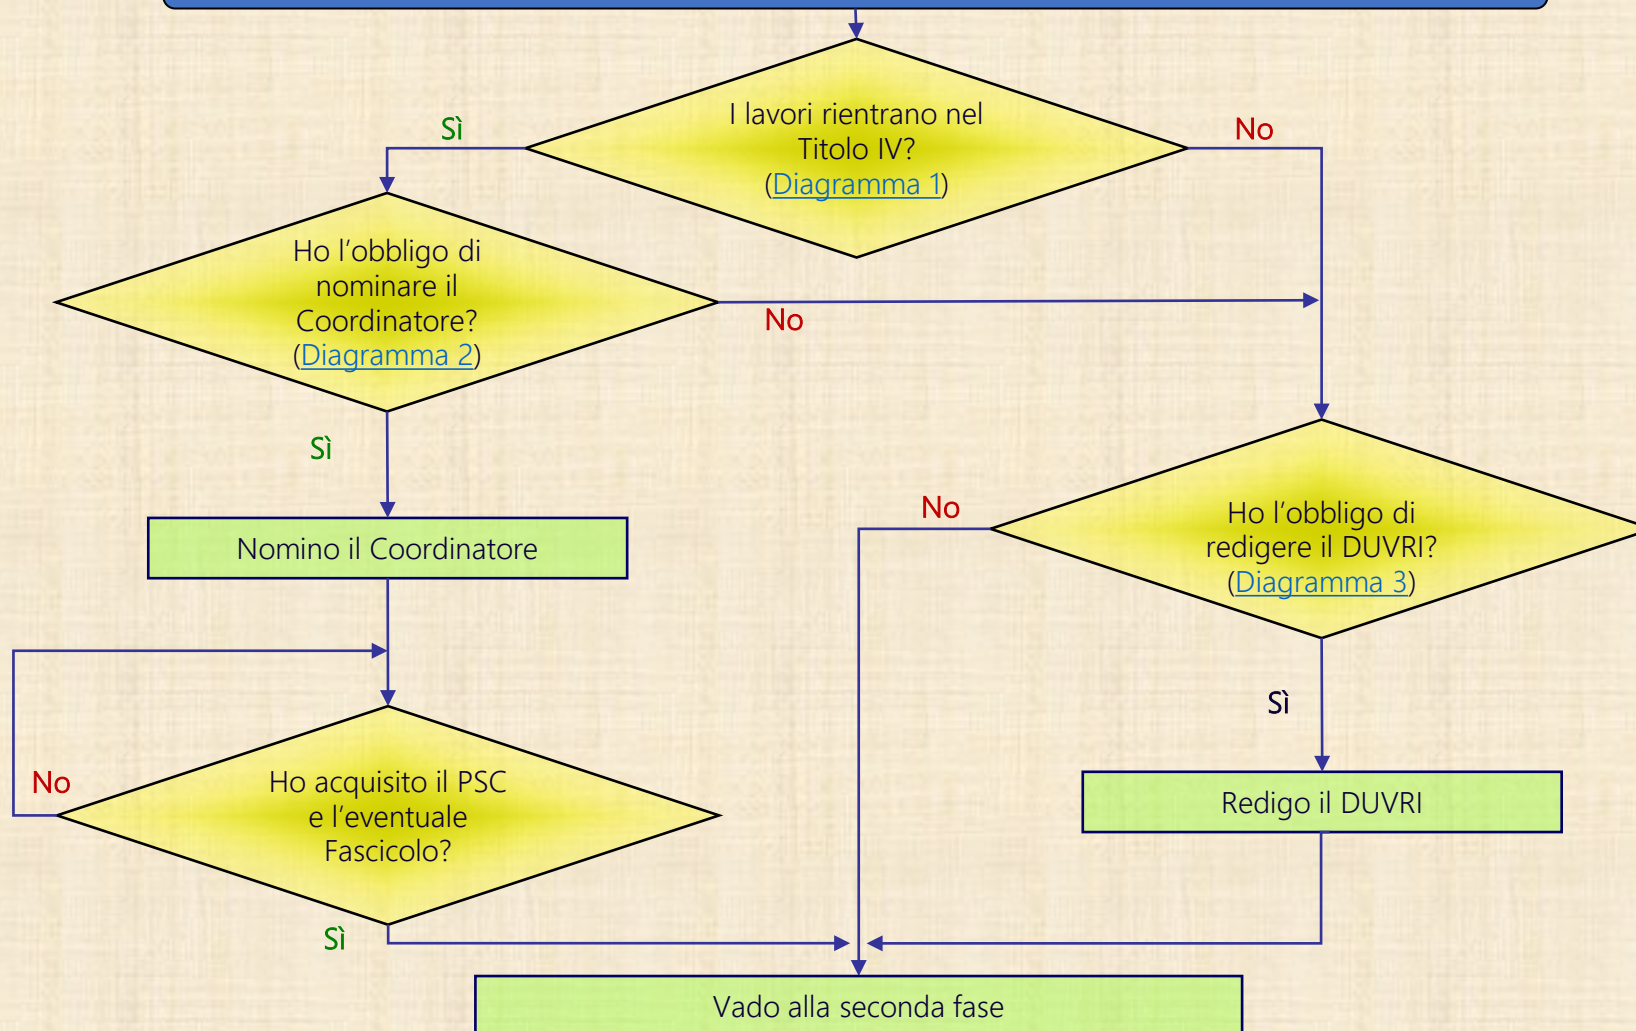 I lavori rientrano nel
Titolo IV?
(Diagramma 1)
Sì
No
Ho l'obbligo di
nominare il
Coordinatore?
(Diagramma 2)
No
Sì
Nomino il Coordinatore
No
Ho l'obbligo di
redigere il DUVRI?
(Diagramma 3)
Sì
No
Ho acquisito il PSC
e l'eventuale
Fascicolo?
Redigo il DUVRI
Sì
Vado alla seconda fase